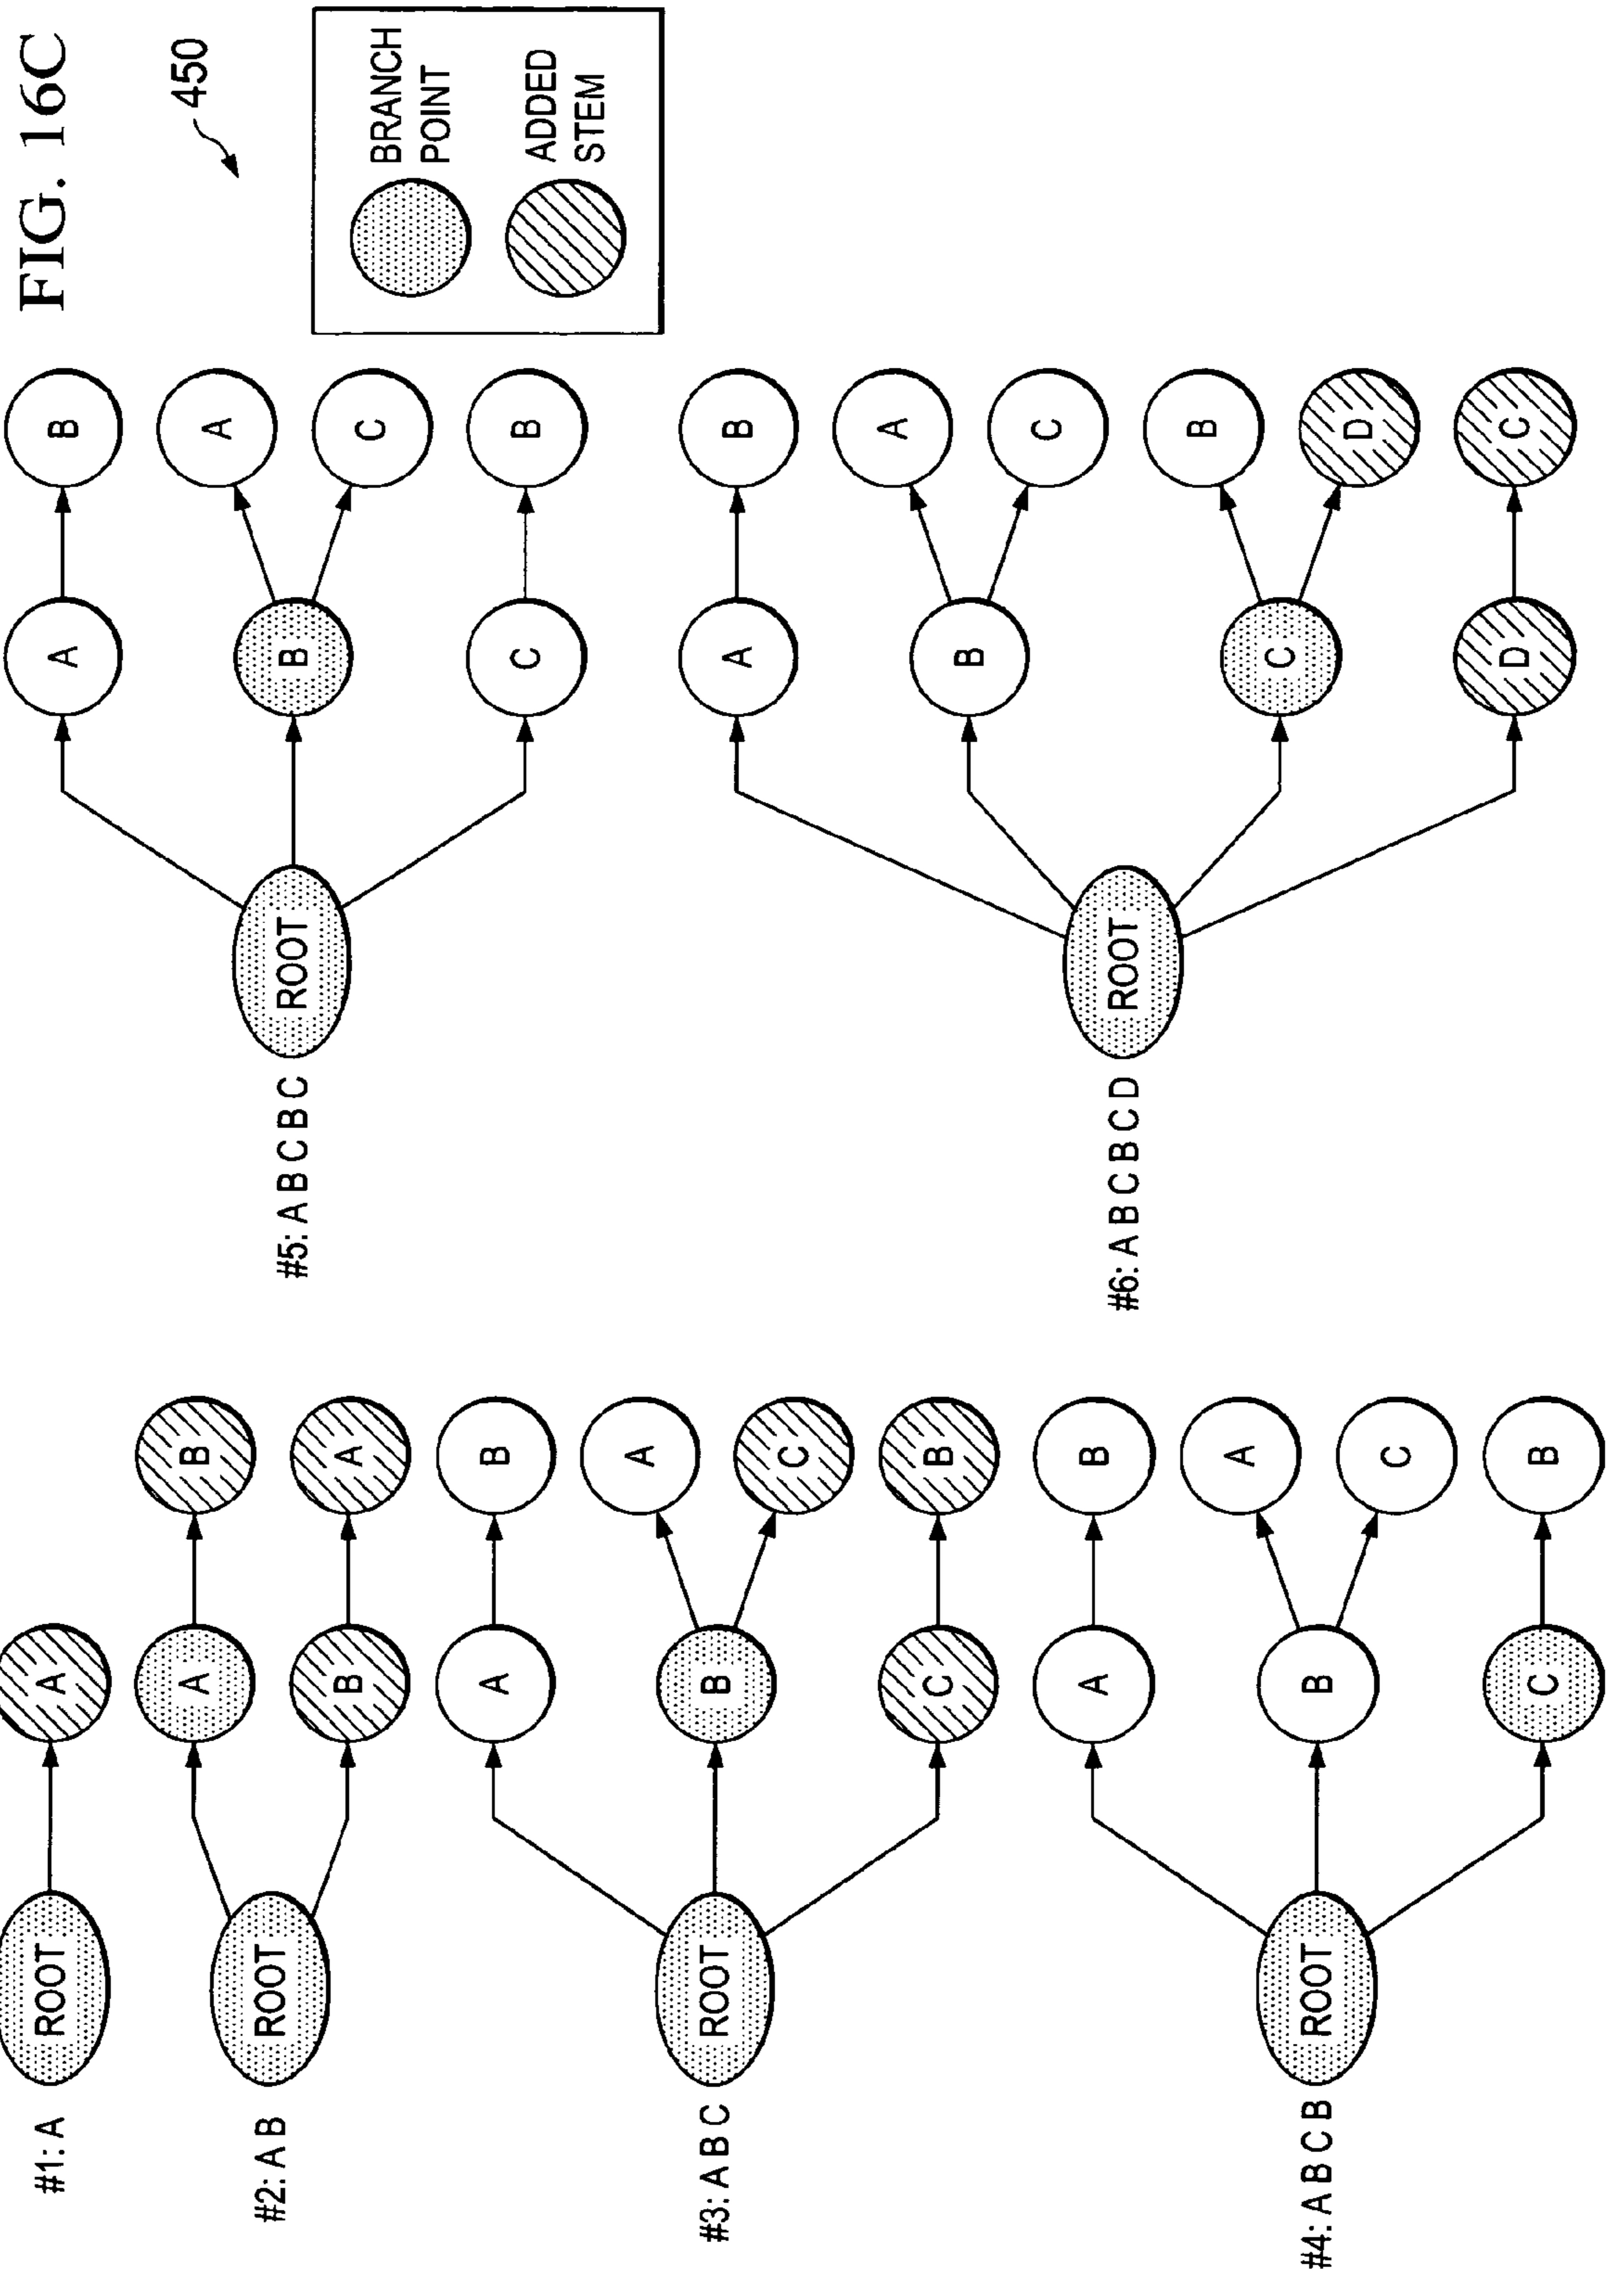 FIG. 16C
450
BRANCH
POINT
ADDED
STEM
#1: A
ROOT
A
#2: A B
ROOT
A
B
B
A
#3: A B C
ROOT
A
B
B
A
C
C
B
#4: A B C B
ROOT
A
B
B
A
C
C
B
#5: A B C B C
ROOT
A
B
B
A
C
C
B
#6: A B C B C D
ROOT
A
B
B
A
C
C
B
D
D
C